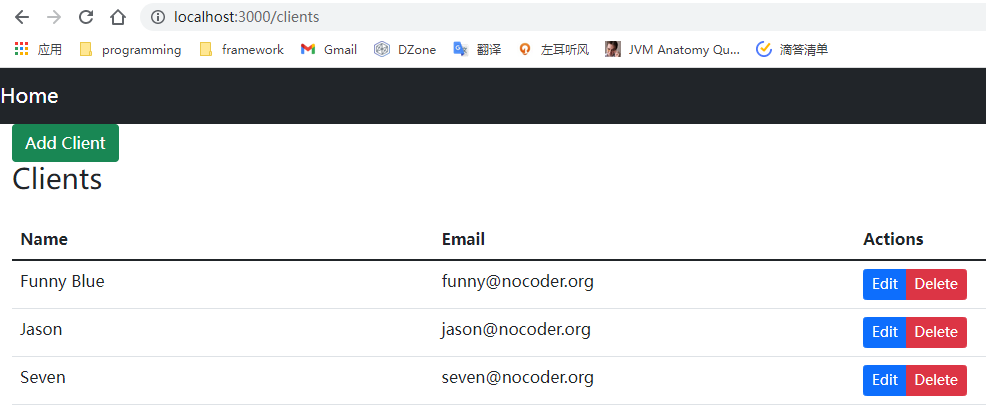 localhost:3000/clients
应用 programming framework Gmail DZone 翻译 左耳听风 JVM Anatomy Qu... 滴答清单
Home
Add Client
Clients
Name Email Actions
Funny Blue funny@nocoder.org Edit Delete
Jason jason@nocoder.org Edit Delete
Seven seven@nocoder.org Edit Delete